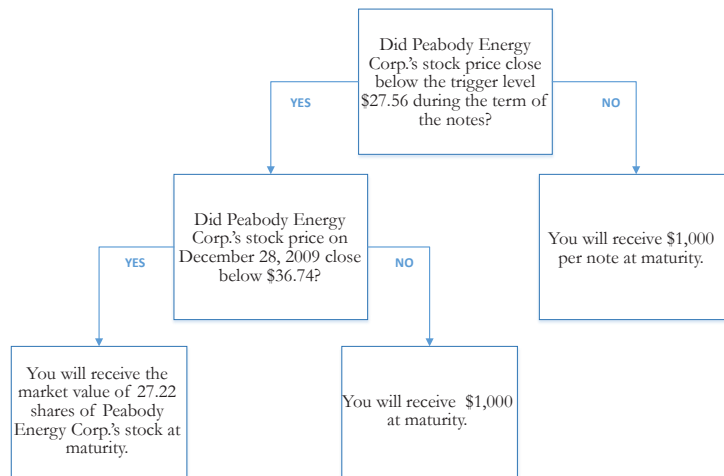 Did Peabody Energy
Corp.'s stock price close
below the trigger level
$27.56 during the term of
the notes?
YES
NO
Did Peabody Energy
Corp.'s stock price on
December 28, 2009 close
below $36.74?
You will receive $1,000
per note at maturity.
YES
NO
You will receive the
market value of 27.22
shares of Peabody
Energy Corp.'s stock at
maturity.
You will receive $1,000
at maturity.